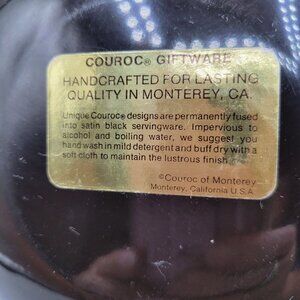 COUROC® GIFTWARE
HANDCRAFTED FOR LASTING
QUALITY IN MONTEREY, CA.
Unique Couroc® designs are permanently fused
into satin black servingware. Impervious to
alcohol and boiling water, we suggest you
hand wash in mild detergent and buff dry with a
soft cloth to maintain the lustrous finish.
©Couroc of Monterey
Monterey, California U.S.A.